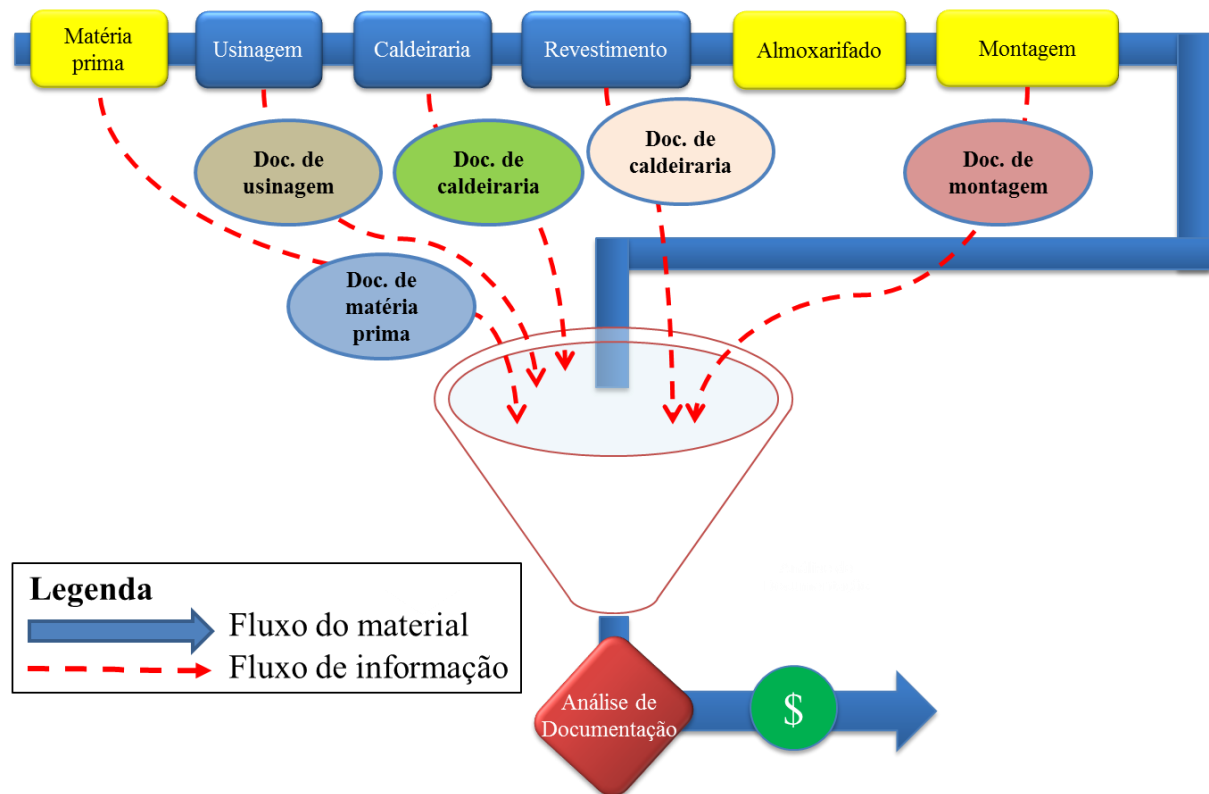 Matéria
prima
Usinagem
Caldeiraria
Revestimento
Almoxarifado
Montagem
Doc. de
usinagem
Doc. de
caldeiraria
Doc. de
caldeiraria
Doc. de
montagem
Doc. de
matéria
prima
Legenda
Fluxo do material
Fluxo de informação
Análise de
Documentação
$